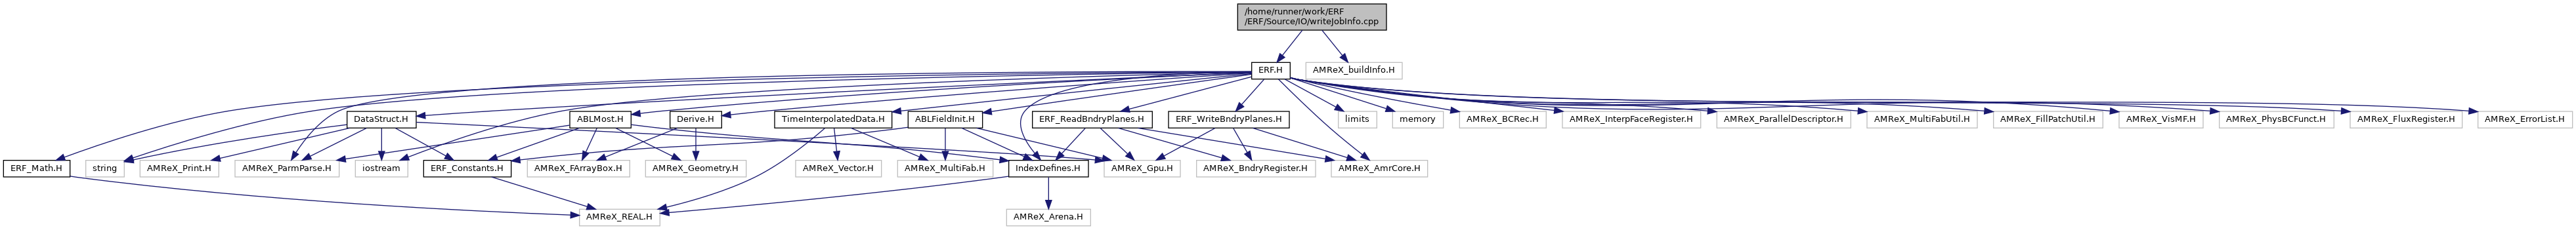 /home/runner/work/ERF
/ERF/Source/IO/writeJobInfo.cpp
ERF.H
AMReX_buildInfo.H
DataStruct.H
ABLMost.H
Derive.H
TimeInterpolatedData.H
ABLFieldInit.H
ERF_ReadBndryPlanes.H
ERF_WriteBndryPlanes.H
limits
memory
AMReX_BCRec.H
AMReX_InterpFaceRegister.H
AMReX_ParallelDescriptor.H
AMReX_MultiFabUtil.H
AMReX_FillPatchUtil.H
AMReX_VisMF.H
AMReX_PhysBCFunct.H
AMReX_FluxRegister.H
AMReX_ErrorList.H
ERF_Math.H
string
AMReX_Print.H
AMReX_ParmParse.H
iostream
ERF_Constants.H
AMReX_FArrayBox.H
AMReX_Geometry.H
AMReX_Vector.H
AMReX_MultiFab.H
IndexDefines.H
AMReX_Gpu.H
AMReX_BndryRegister.H
AMReX_AmrCore.H
AMReX_REAL.H
AMReX_Arena.H